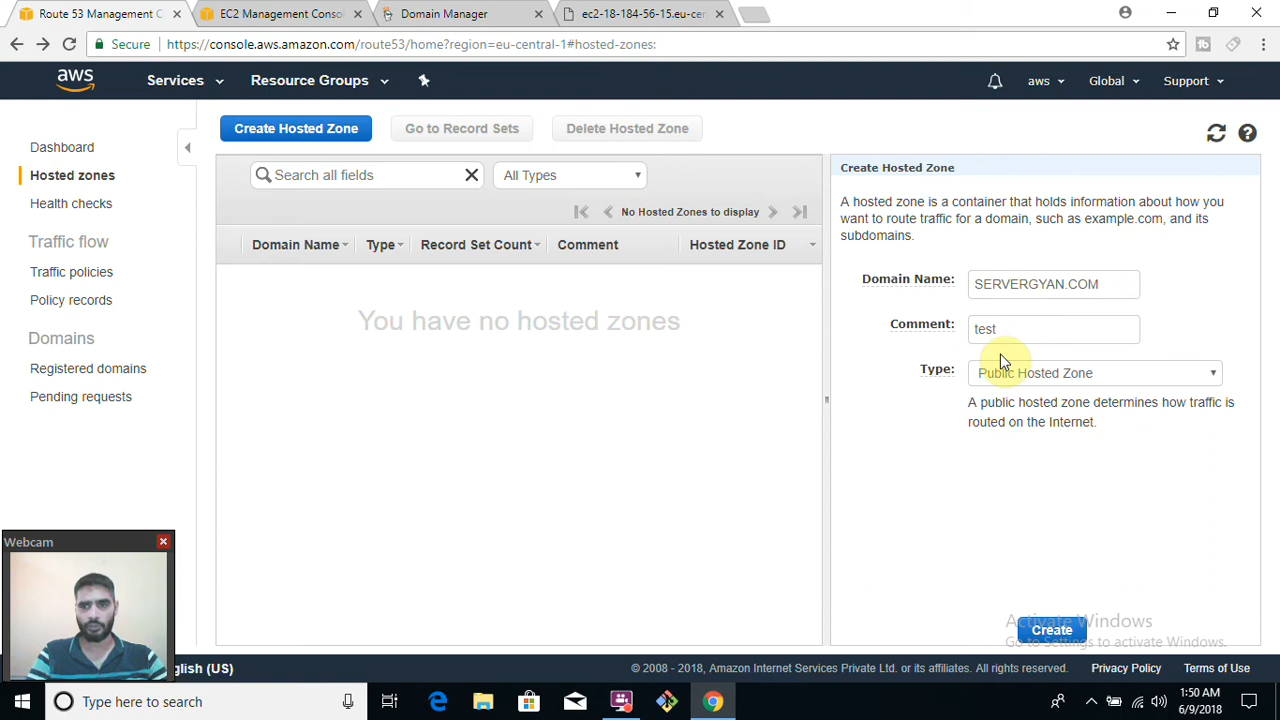 Route 53 Management C
EC2 Management Conso
Domain Manager
ec2-18-184-56-15.eu-cer
Secure
https://console.aws.amazon.com/route53/home?region=eu-central-1#hosted-zones:
aws
Services
Resource Groups
aws
Global
Support
Dashboard
Hosted zones
Health checks
Traffic flow
Traffic policies
Policy records
Domains
Registered domains
Pending requests
Create Hosted Zone
Go to Record Sets
Delete Hosted Zone
Search all fields
All Types
No Hosted Zones to display
Domain Name
Type
Record Set Count
Comment
Hosted Zone ID
You have no hosted zones
Create Hosted Zone
A hosted zone is a container that holds information about how you
want to route traffic for a domain, such as example.com, and its
subdomains.
Domain Name:
SERVERGYAN.COM
Comment:
test
Type:
Public Hosted Zone
A public hosted zone determines how traffic is
routed on the Internet.
Activate Windows
Go to Settings to activate Windows.
Create
Webcam
glish (US)
© 2008 - 2018, Amazon Internet Services Private Ltd. or its affiliates. All rights reserved.
Privacy Policy
Terms of Use
Type here to search
1:50 AM
6/9/2018